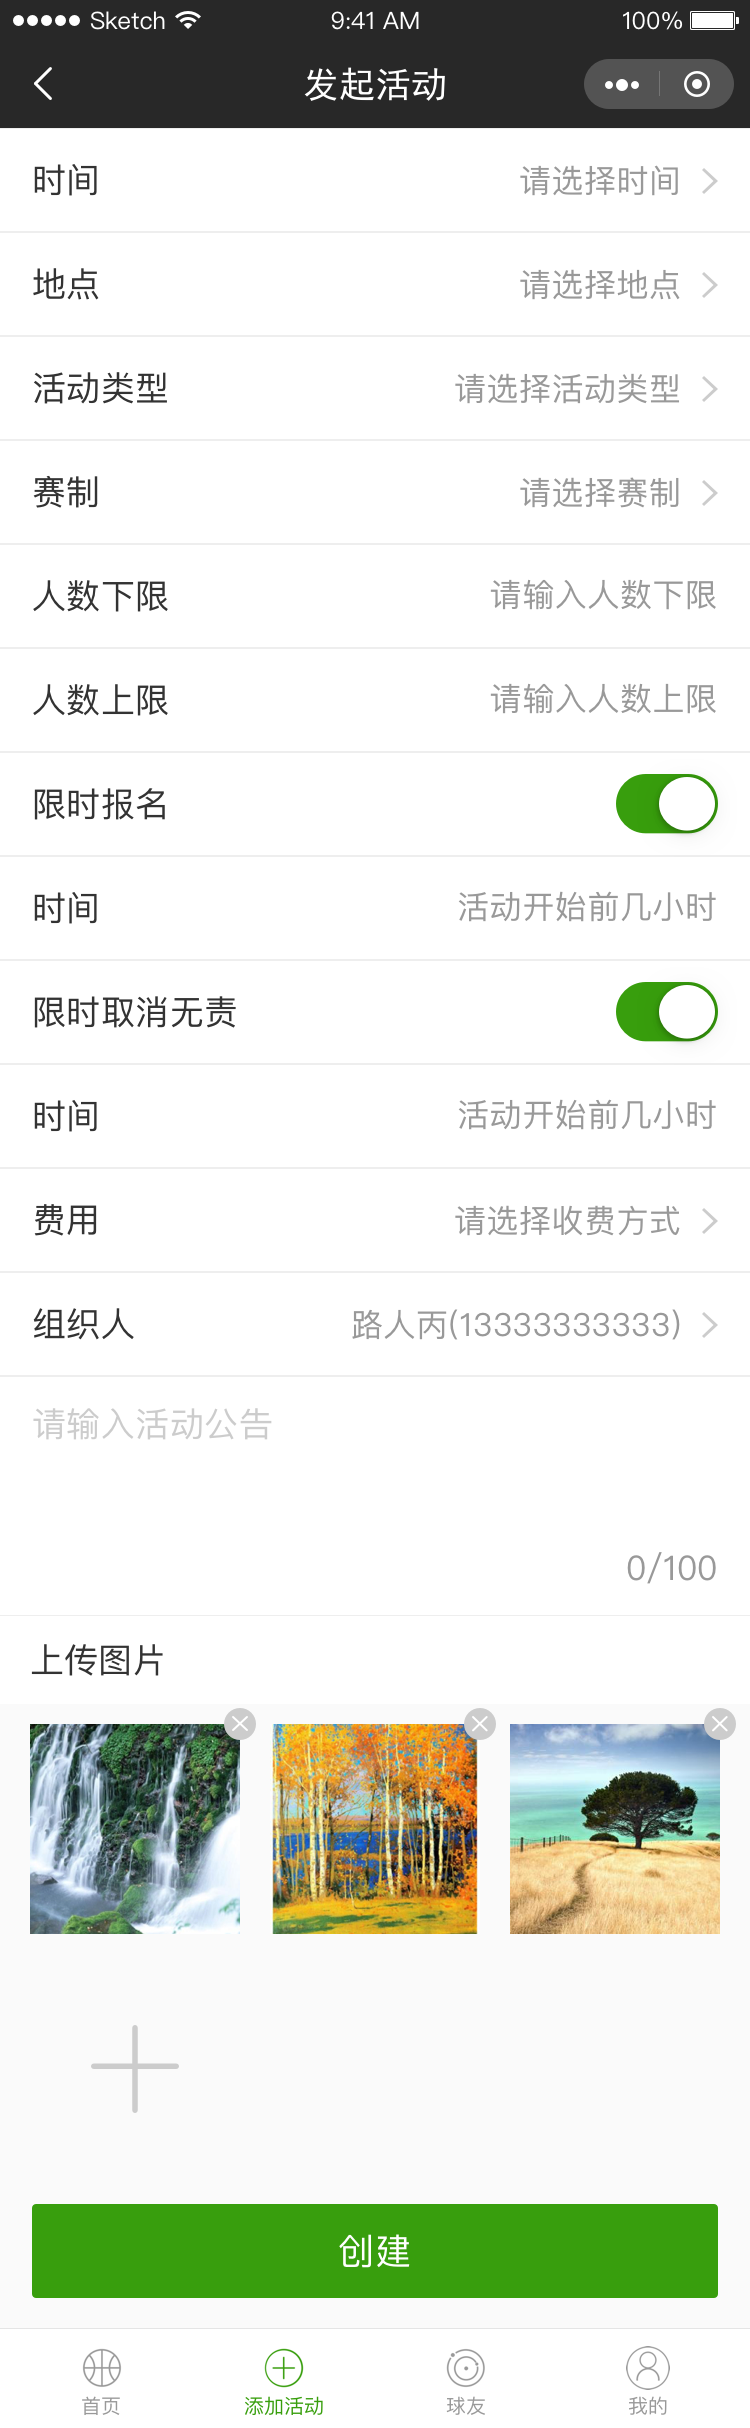 Sketch 9:41 AM 100%
发起活动
时间 请选择时间
地点 请选择地点
活动类型 请选择活动类型
赛制 请选择赛制
人数下限 请输入人数下限
人数上限 请输入人数上限
限时报名
时间 活动开始前几小时
限时取消无责
时间 活动开始前几小时
费用 请选择收费方式
组织人 路人丙(13333333333)
请输入活动公告
0/100
上传图片
创建
首页 添加活动 球友 我的